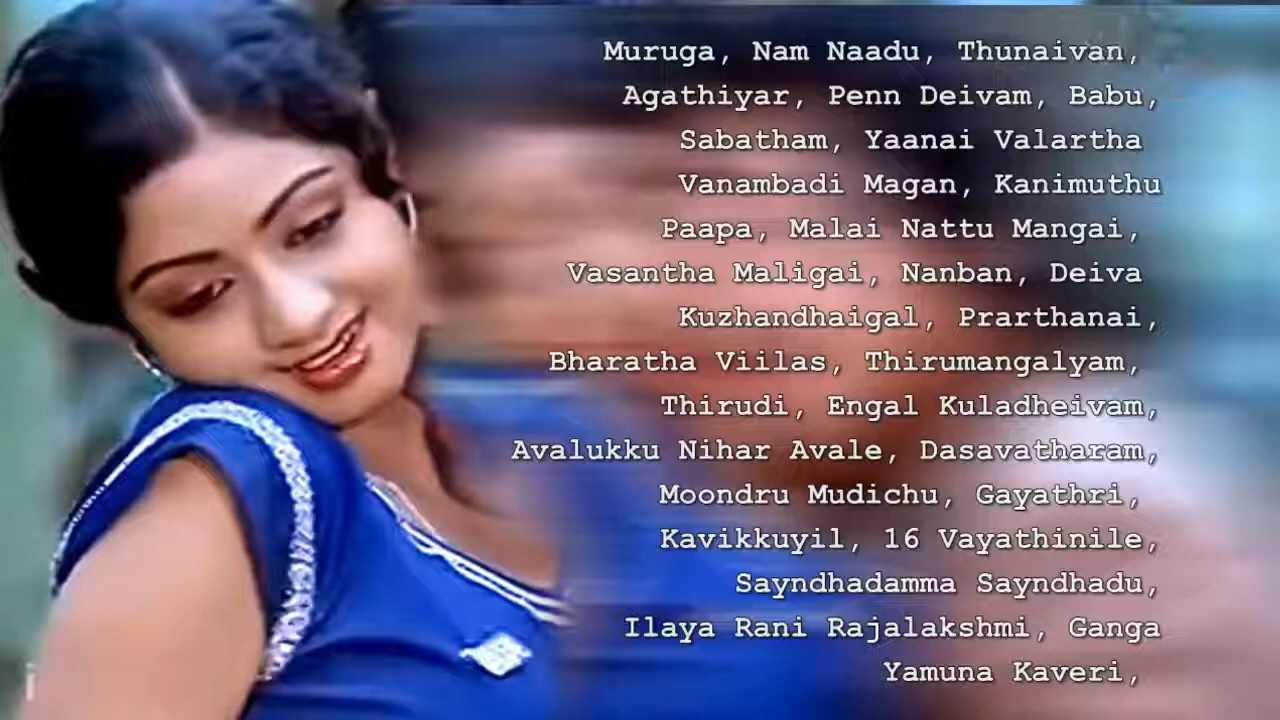 Muruga, Nam Naadu, Thunaivan,
Agathiyar, Penn Deivam, Babu,
Sabatham, Yaanai Valartha
Vanambadi Magan, Kanimuthu
Paapa, Malai Nattu Mangai,
Vasantha Maligai, Nanban, Deiva
Kuzhandhaigal, Prarthanai,
Bharatha Viilas, Thirumangalyam,
Thirudi, Engal Kuladheivam,
Avalukku Nihar Avale, Dasavatharam,
Moondru Mudichu, Gayathri,
Kavikkuyil, 16 Vayathinile,
Sayndhadamma Sayndhadu,
Ilaya Rani Rajalakshmi, Ganga
Yamuna Kaveri,